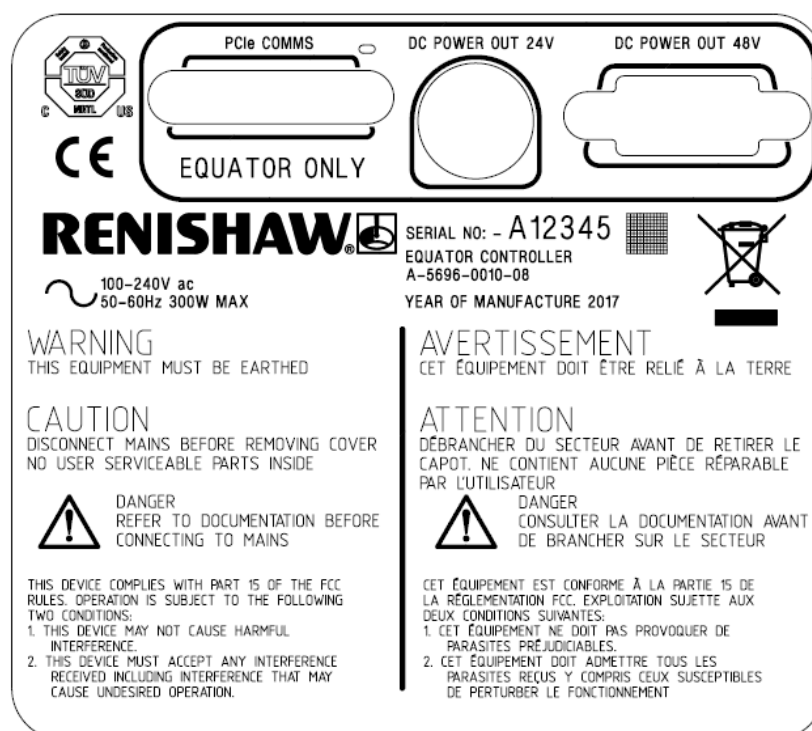 PCIe COMMS
DC POWER OUT 24V
DC POWER OUT 48V
TÜV
SÜD
C
US
CE
EQUATOR ONLY
RENISHAW®
SERIAL NO: - A12345
EQUATOR CONTROLLER
A-5696-0010-08
100-240V ac
50-60Hz 300W MAX
YEAR OF MANUFACTURE 2017
WARNING
THIS EQUIPMENT MUST BE EARTHED
CAUTION
DISCONNECT MAINS BEFORE REMOVING COVER
NO USER SERVICEABLE PARTS INSIDE
DANGER
REFER TO DOCUMENTATION BEFORE
CONNECTING TO MAINS
THIS DEVICE COMPLIES WITH PART 15 OF THE FCC
RULES. OPERATION IS SUBJECT TO THE FOLLOWING
TWO CONDITIONS:
1. THIS DEVICE MAY NOT CAUSE HARMFUL
INTERFERENCE.
2. THIS DEVICE MUST ACCEPT ANY INTERFERENCE
RECEIVED INCLUDING INTERFERENCE THAT MAY
CAUSE UNDESIRED OPERATION.
AVERTISSEMENT
CET ÉQUIPEMENT DOIT ÊTRE RELIÉ À LA TERRE
ATTENTION
DÉBRANCHER DU SECTEUR AVANT DE RETIRER LE
CAPOT. NE CONTIENT AUCUNE PIÈCE RÉPARABLE
PAR L'UTILISATEUR
DANGER
CONSULTER LA DOCUMENTATION AVANT
DE BRANCHER SUR LE SECTEUR
CET ÉQUIPEMENT EST CONFORME À LA PARTIE 15 DE
LA RÉGLEMENTATION FCC. EXPLOITATION SUJETTE AUX
DEUX CONDITIONS SUIVANTES:
1. CET ÉQUIPEMENT NE DOIT PAS PROVOQUER DE
PARASITES PRÉJUDICIABLES.
2. CET ÉQUIPEMENT DOIT ADMETTRE TOUS LES
PARASITES REÇUS Y COMPRIS CEUX SUSCEPTIBLES
DE PERTURBER LE FONCTIONNEMENT